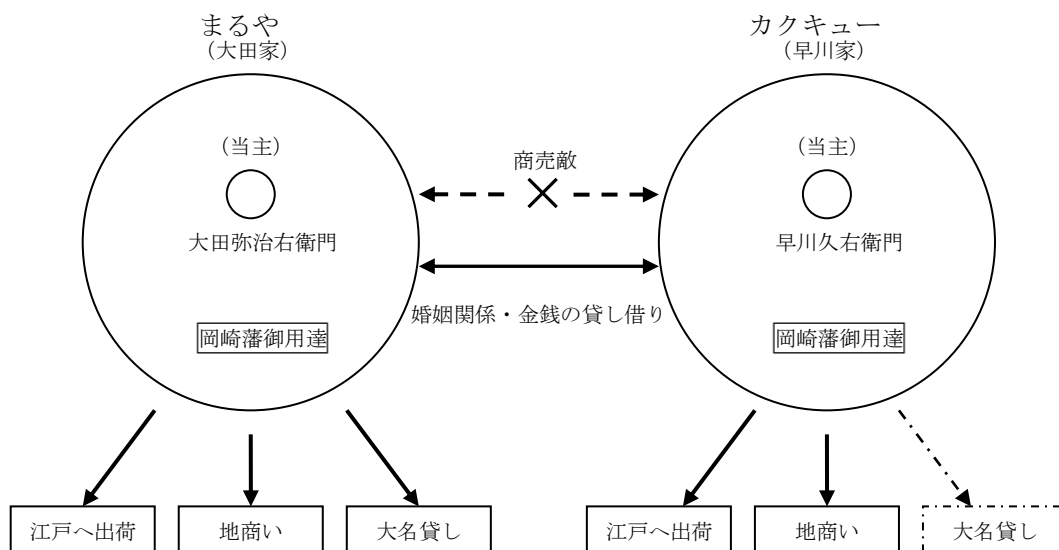 まるや
（大田家）
カクキュー
（早川家）
（当主）
大田弥治右衛門
岡崎藩御用達
商売敵
婚姻関係・金銭の貸し借り
（当主）
早川久右衛門
岡崎藩御用達
江戸へ出荷
地商い
大名貸し
江戸へ出荷
地商い
大名貸し